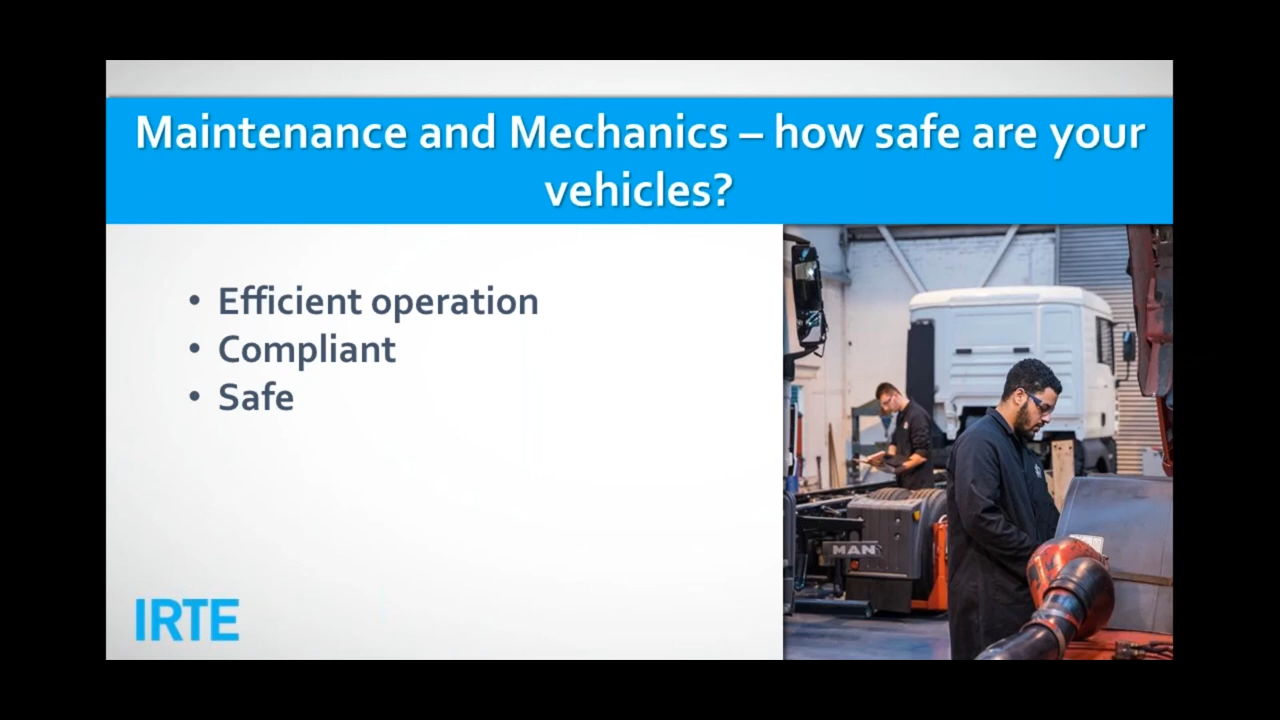 Maintenance and Mechanics – how safe are your
vehicles?
• Efficient operation
• Compliant
• Safe
MAN
IRTE